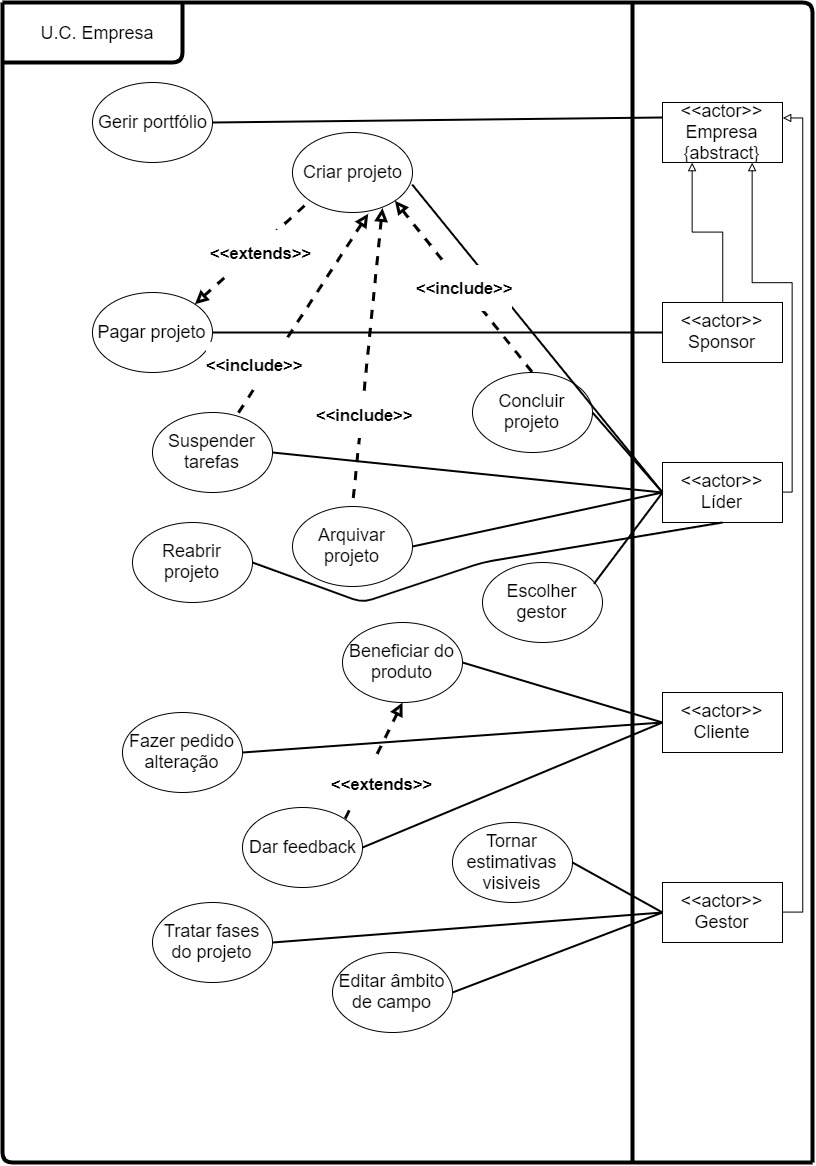 U.C. Empresa
Gerir portfólio
<<actor>>
Empresa
{abstract}
Criar projeto
<<extends>>
<<include>>
Pagar projeto
<<actor>>
Sponsor
<<include>>
<<include>>
Concluir
projeto
Suspender
tarefas
<<actor>>
Líder
Arquivar
projeto
Reabrir
projeto
Escolher
gestor
Beneficiar do
produto
<<actor>>
Cliente
Fazer pedido
alteração
<<extends>>
Dar feedback
Tornar
estimativas
visiveis
<<actor>>
Gestor
Tratar fases
do projeto
Editar âmbito
de campo